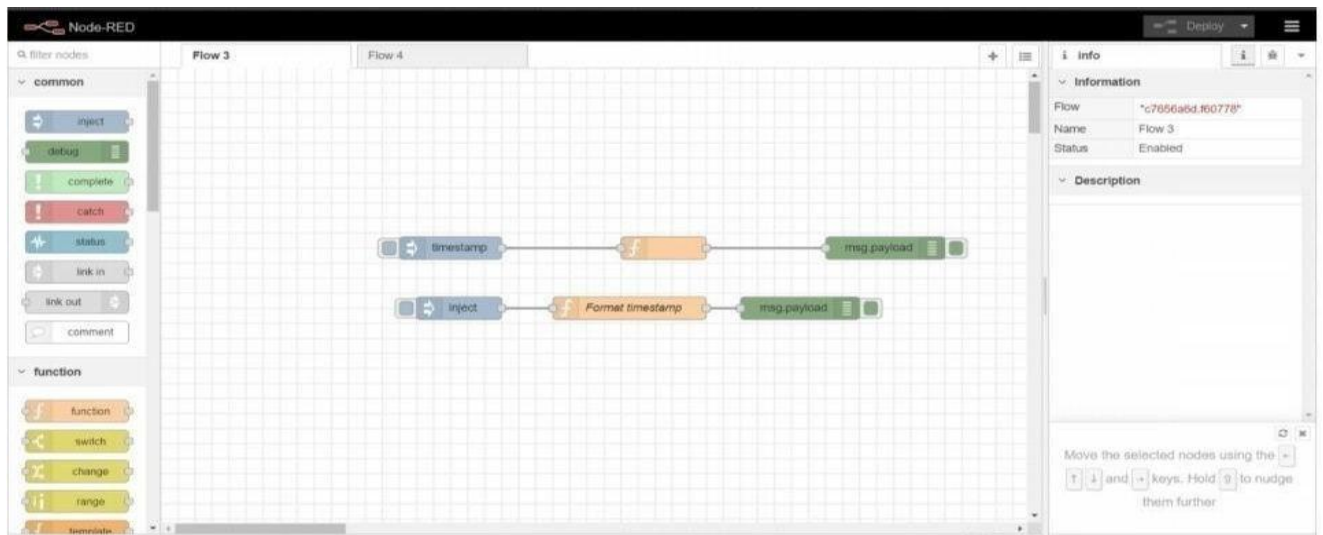 Node-RED
Deploy
filter nodes
Flow 3
Flow 4
info
common
inject
debug
complete
catch
status
link in
link out
comment
function
function
switch
change
range
template
timestamp
f
msg.payload
inject
f
Format timestamp
msg.payload
Information
Flow
"c7656a6d.f60778"
Name
Flow 3
Status
Enabled
Description
Move the selected nodes using the ←
↑ ↓ and → keys. Hold ⇧ to nudge
them further